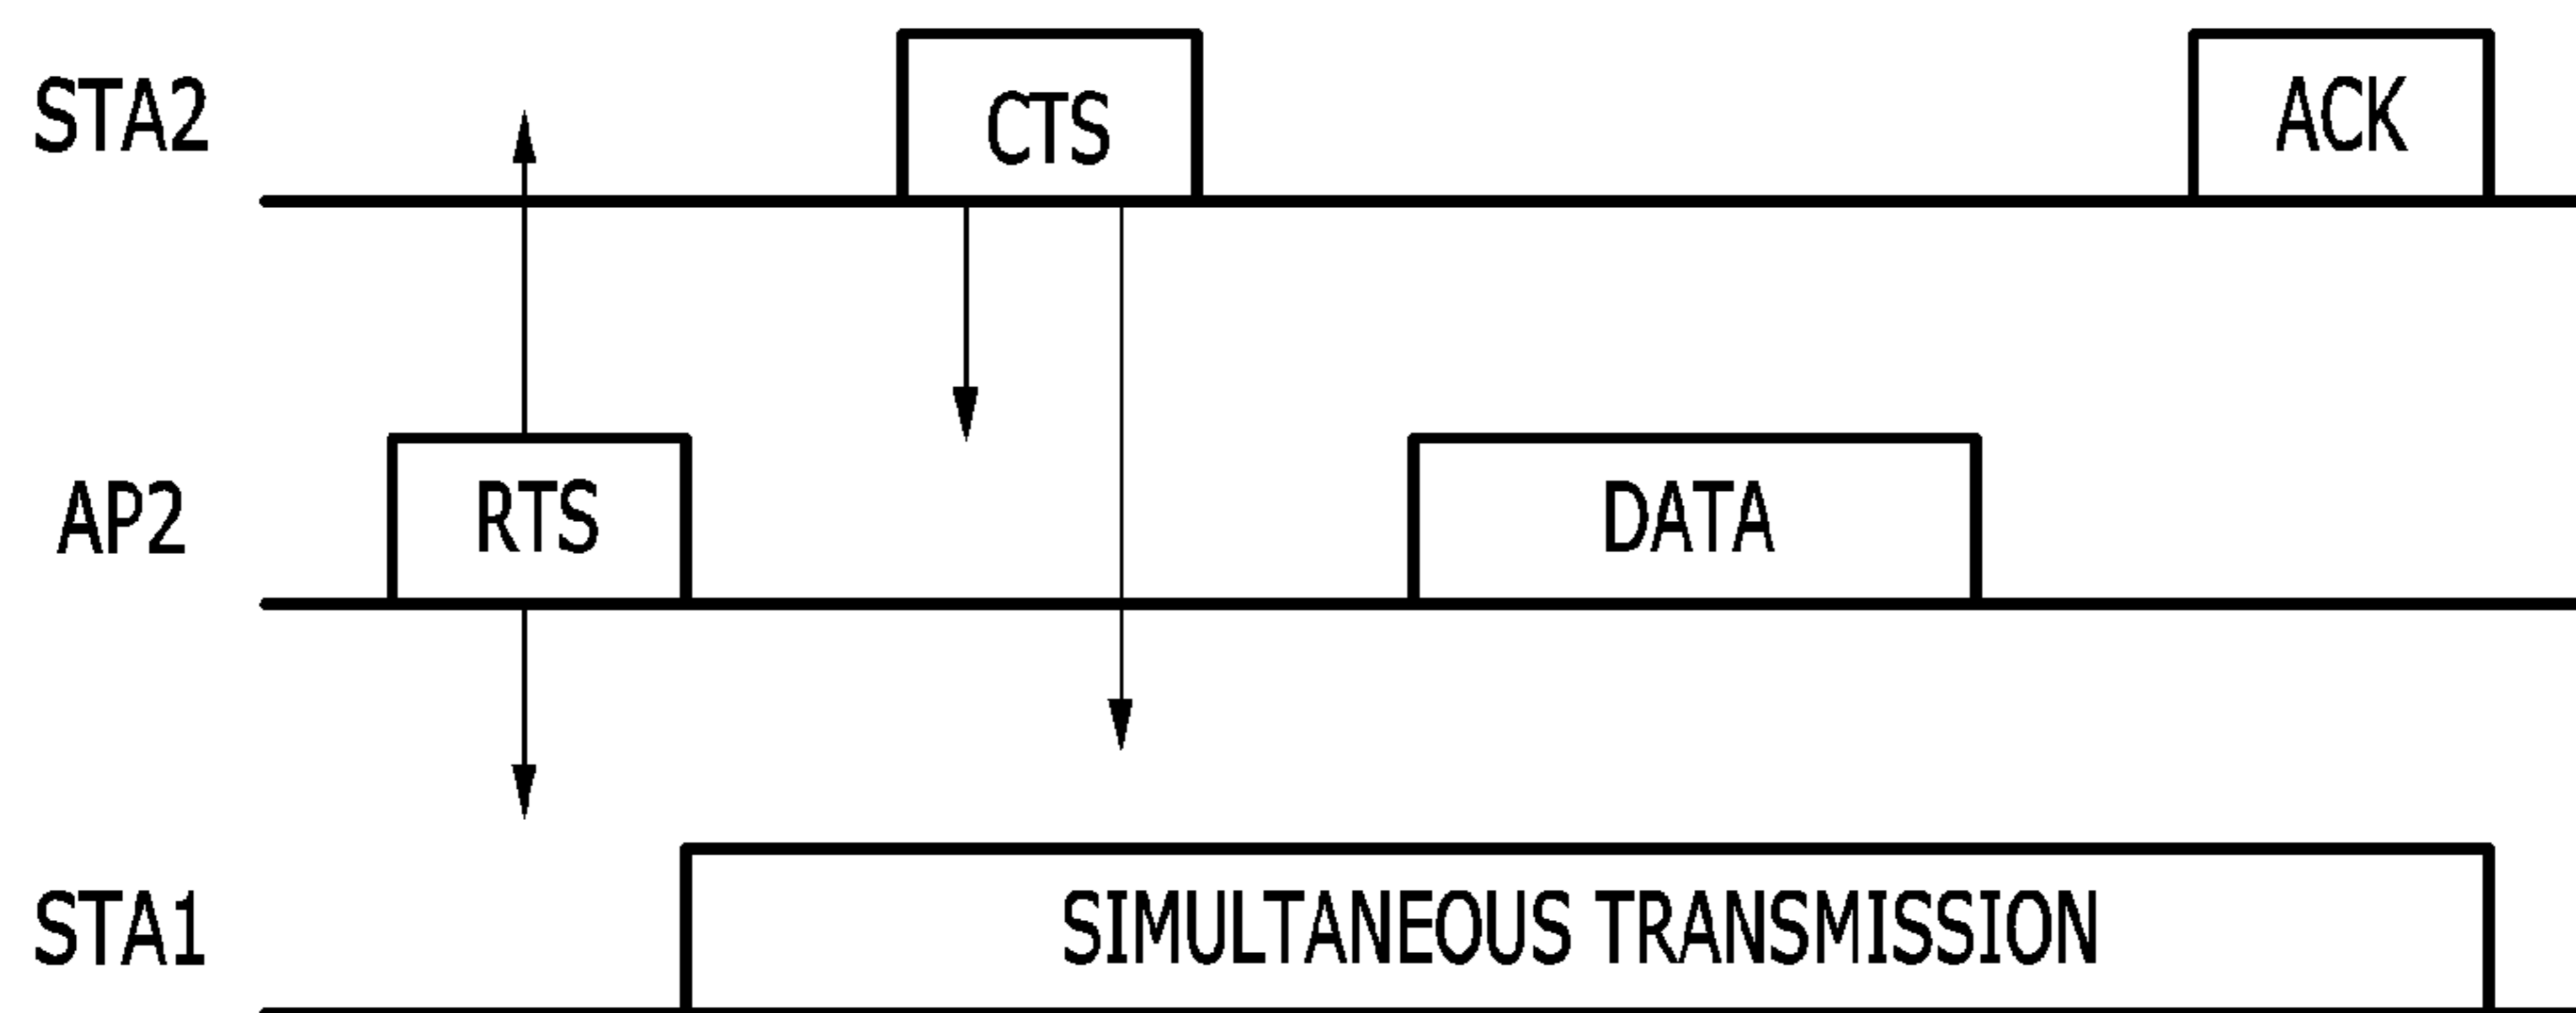 CTS
ACK
STA2
RTS
DATA
AP2
SIMULTANEOUS TRANSMISSION
STA1